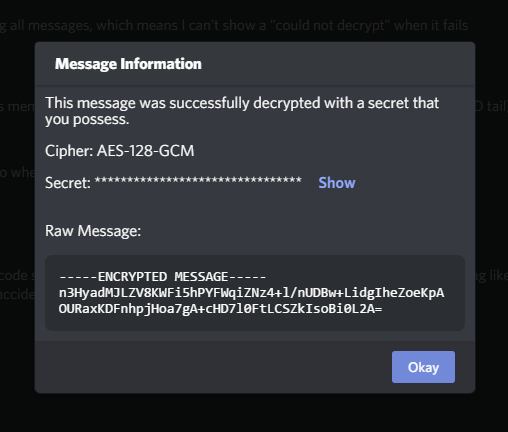 g all messages, which means I can't show a "could not decrypt" when it fails
Message Information
This message was successfully decrypted with a secret that
you possess.
Cipher: AES-128-GCM
Secret: ******************************** Show
Raw Message:
-----ENCRYPTED MESSAGE-----
n3HyadMJLZV8KWFi5hPYFWqiZNz4+l/nUDBw+LidgIheZoeKpA
OURaxKDFnhpjHoa7gA+cHD7l0FtLCSZkIsoBi0L2A=
Okay